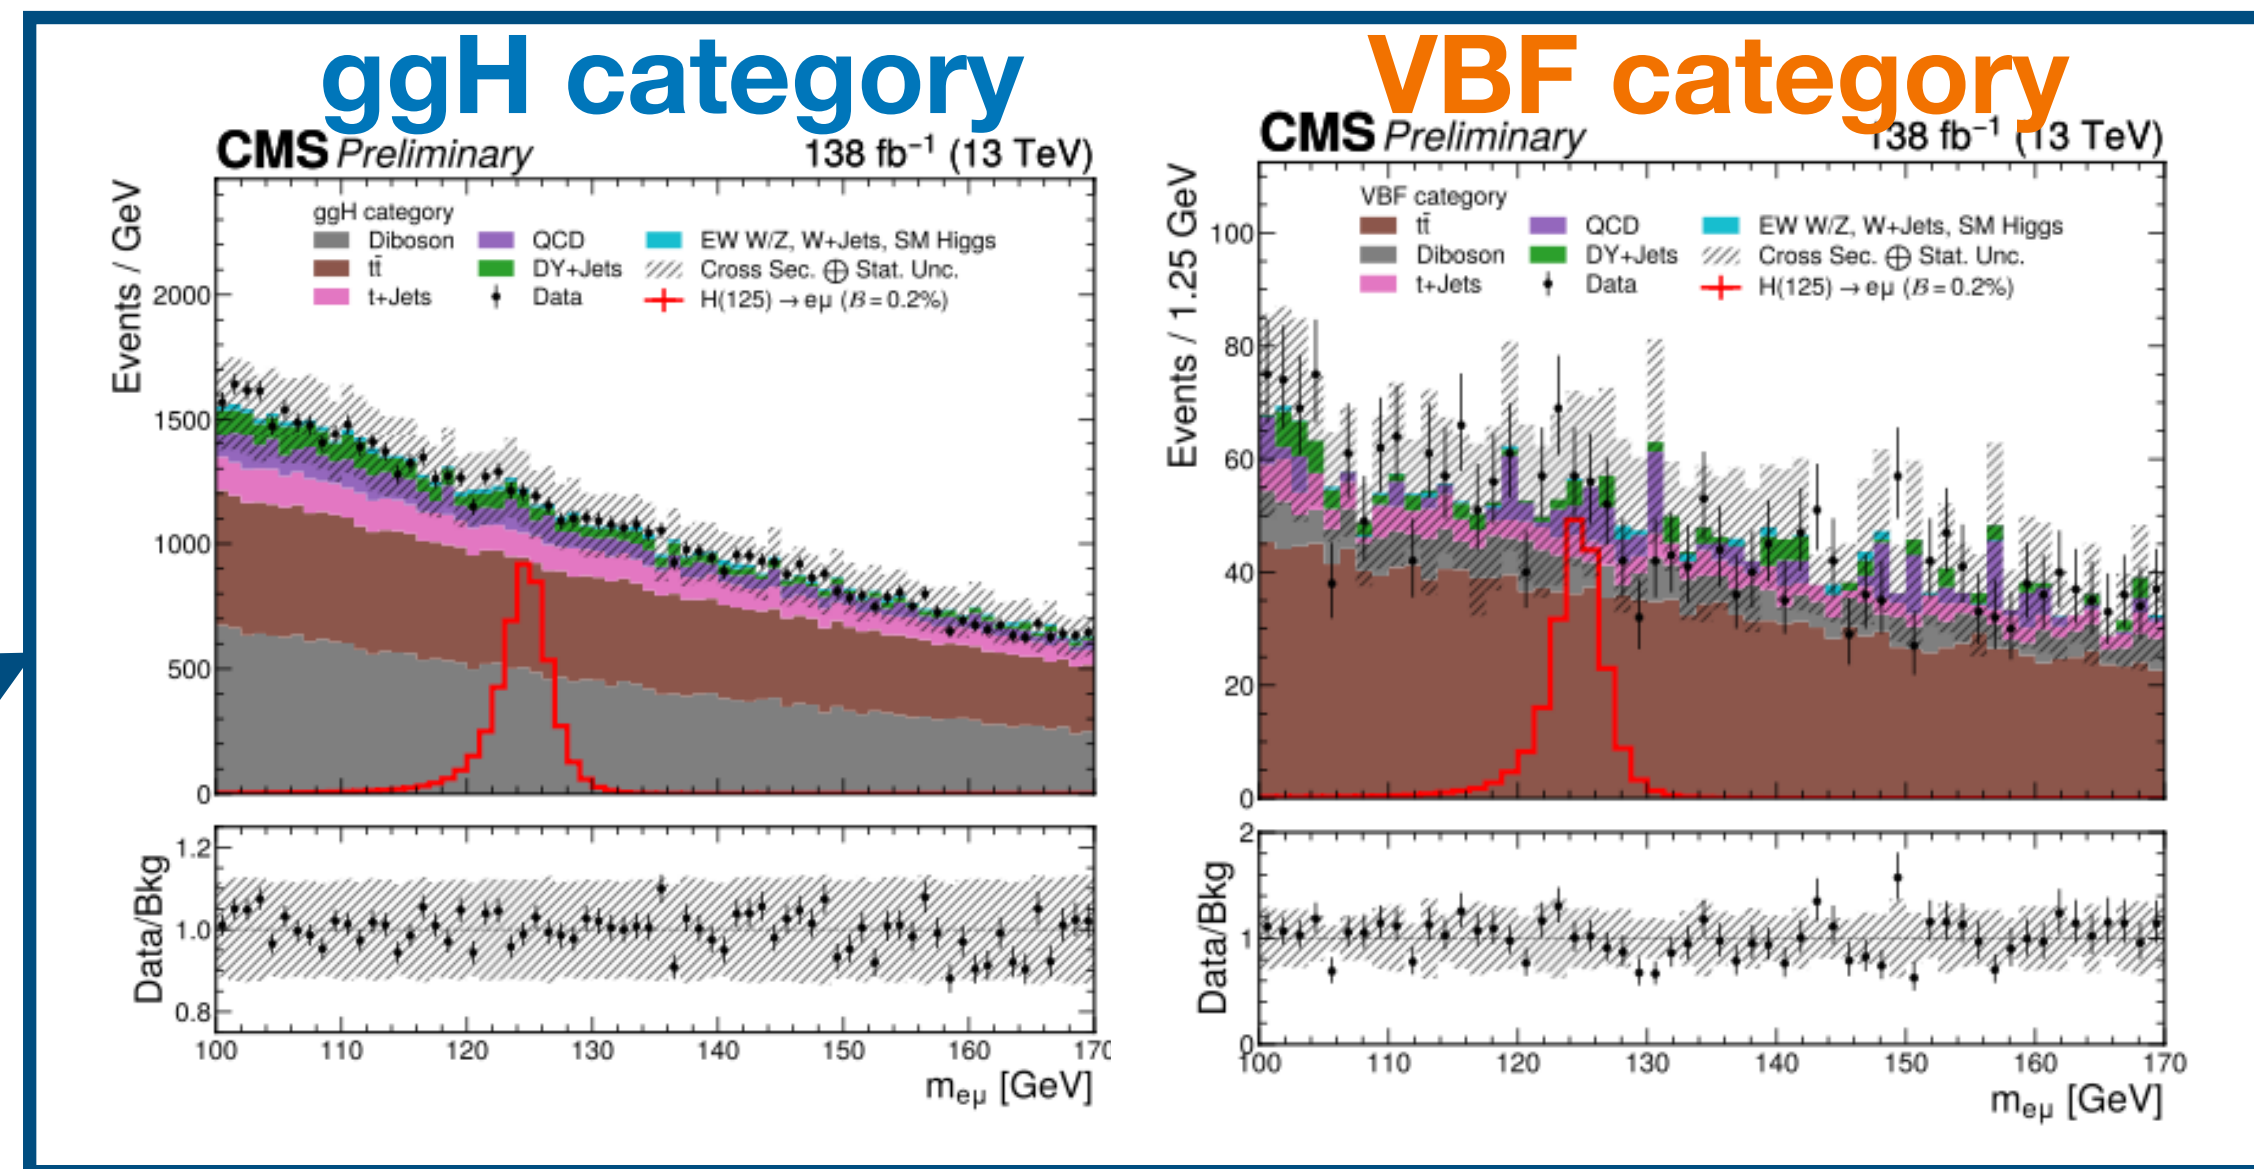 ggH category
CMS Preliminary
138 fb⁻¹ (13 TeV)
Events / GeV
ggH category
Diboson
QCD
EW W/Z, W+Jets, SM Higgs
tt̄
DY+Jets
Cross Sec. ⊕ Stat. Unc.
t+Jets
Data
H(125) → eμ (B = 0.2%)
2000
1500
1000
500
0
Data/Bkg
1.2
1.0
0.8
100 110 120 130 140 150 160 170
m_eμ [GeV]
VBF category
CMS Preliminary
138 fb⁻¹ (13 TeV)
Events / 1.25 GeV
VBF category
tt̄
QCD
EW W/Z, W+Jets, SM Higgs
Diboson
DY+Jets
Cross Sec. ⊕ Stat. Unc.
t+Jets
Data
H(125) → eμ (B = 0.2%)
100
80
60
40
20
0
Data/Bkg
2
1
0
100 110 120 130 140 150 160 170
m_eμ [GeV]